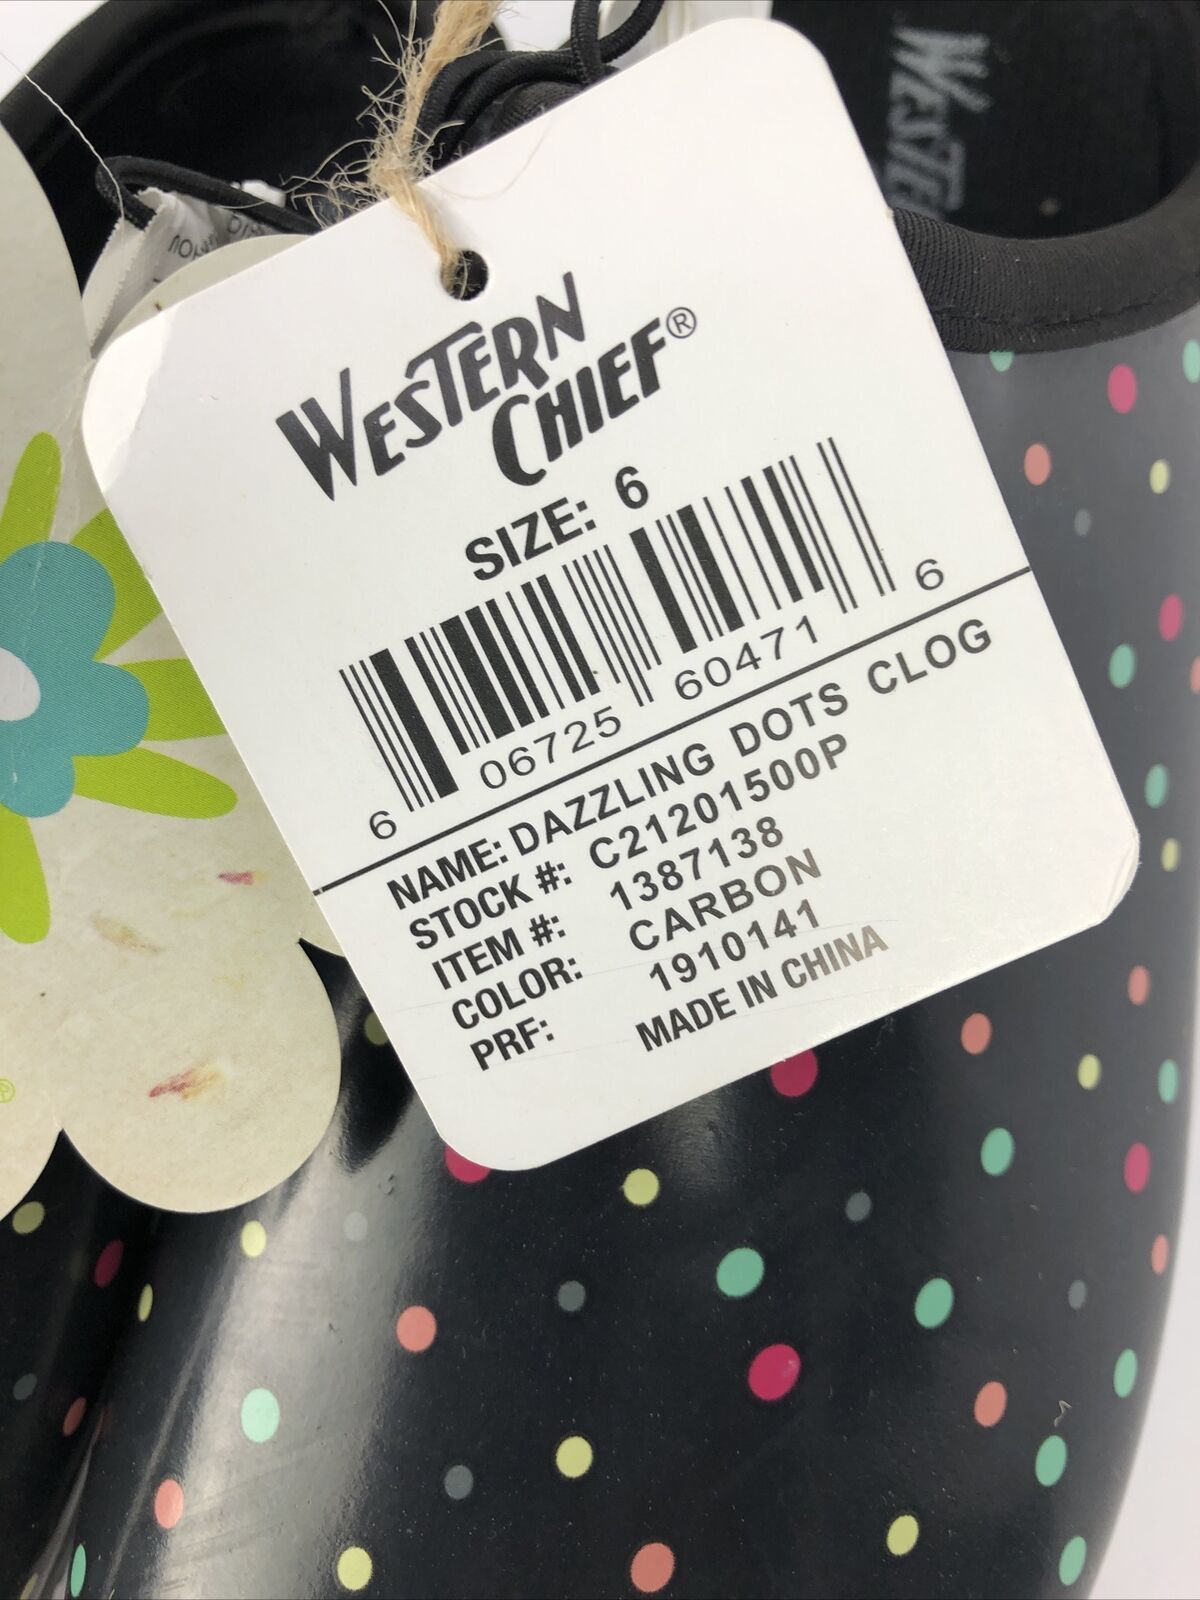 WESTERN
CHIEF®
SIZE: 6
6 06725 60471 6
NAME: DAZZLING DOTS CLOG
STOCK #: C21201500P
ITEM #: 1387138
COLOR: CARBON
PRF: 1910141
MADE IN CHINA